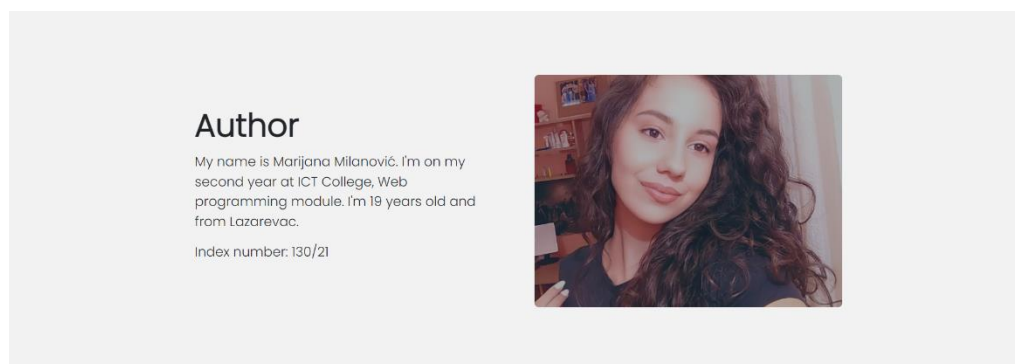 Author
My name is Marijana Milanović. I'm on my
second year at ICT College, Web
programming module. I'm 19 years old and
from Lazarevac.
Index number: 130/21